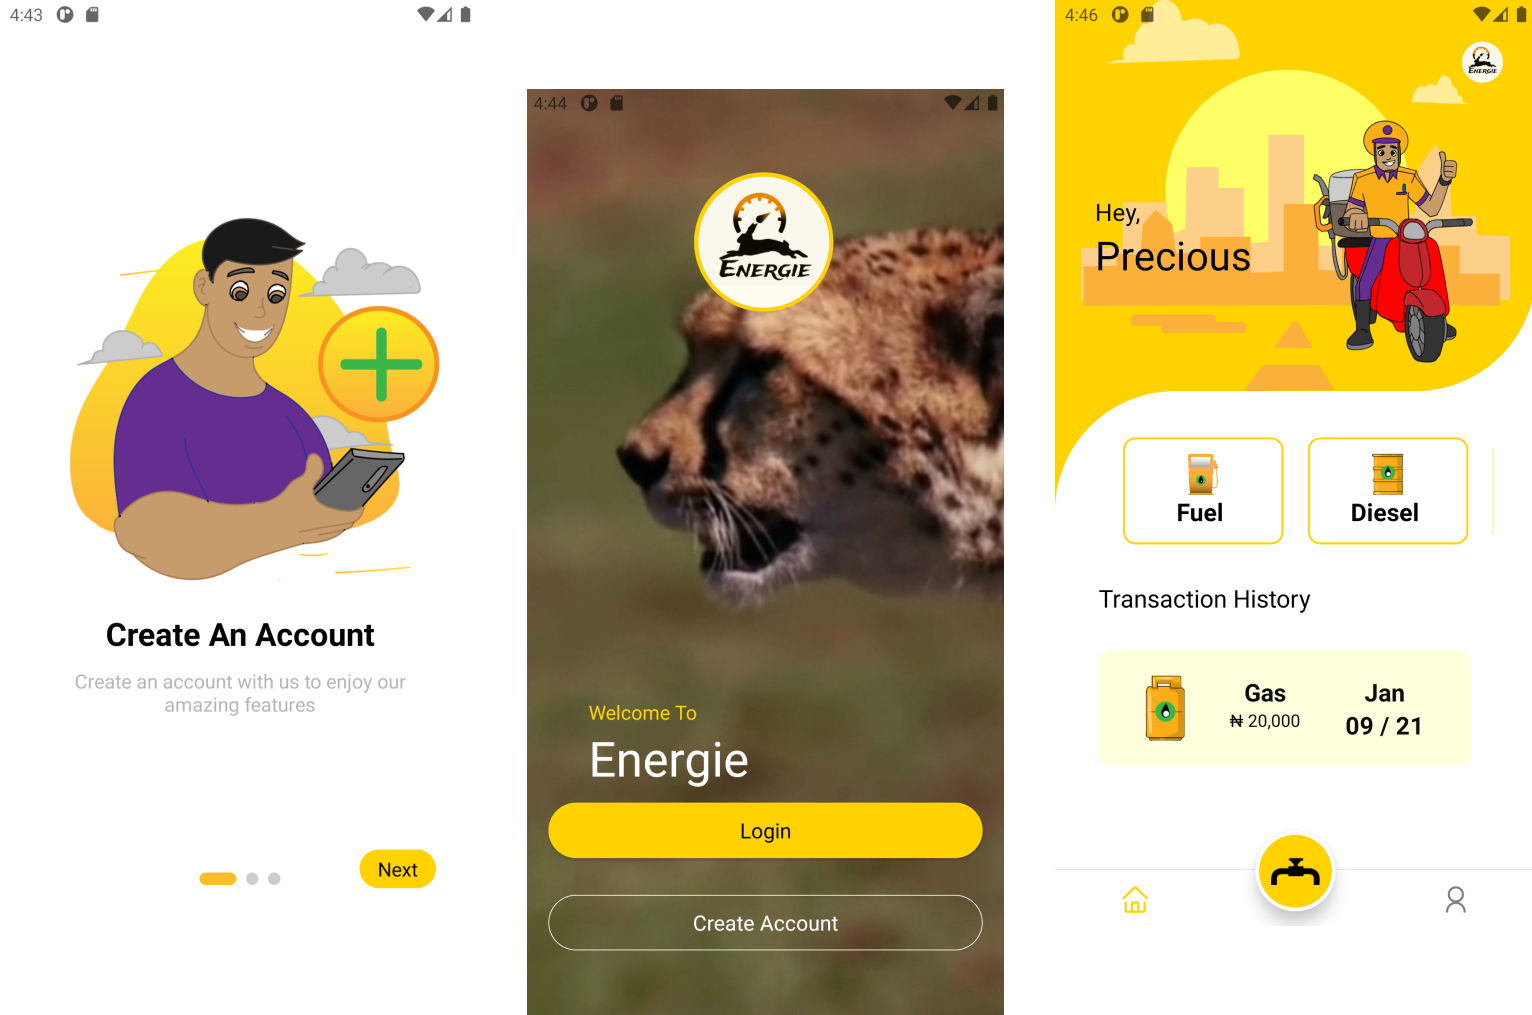 4:43
Create An Account
Create an account with us to enjoy our
amazing features
Next
4:44
ENERGIE
Welcome To
Energie
Login
Create Account
4:46
ENERGIE
Hey,
Precious
Fuel
Diesel
Transaction History
Gas
₦ 20,000
Jan
09 / 21